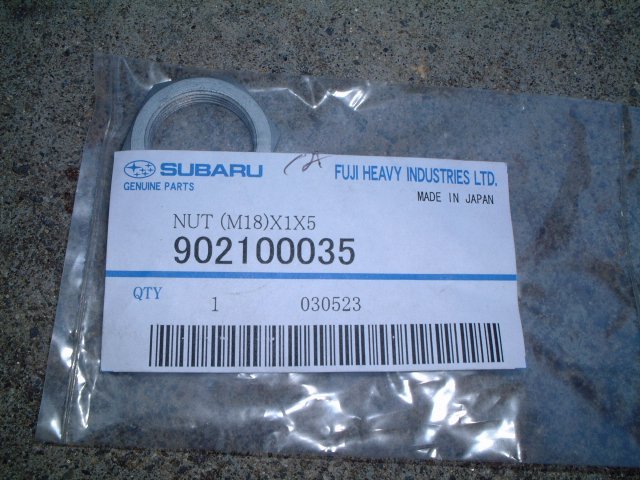 SUBARU FUJI HEAVY INDUSTRIES LTD.
GENUINE PARTS MADE IN JAPAN
NUT (M18)X1X5
902100035
QTY 1 030523